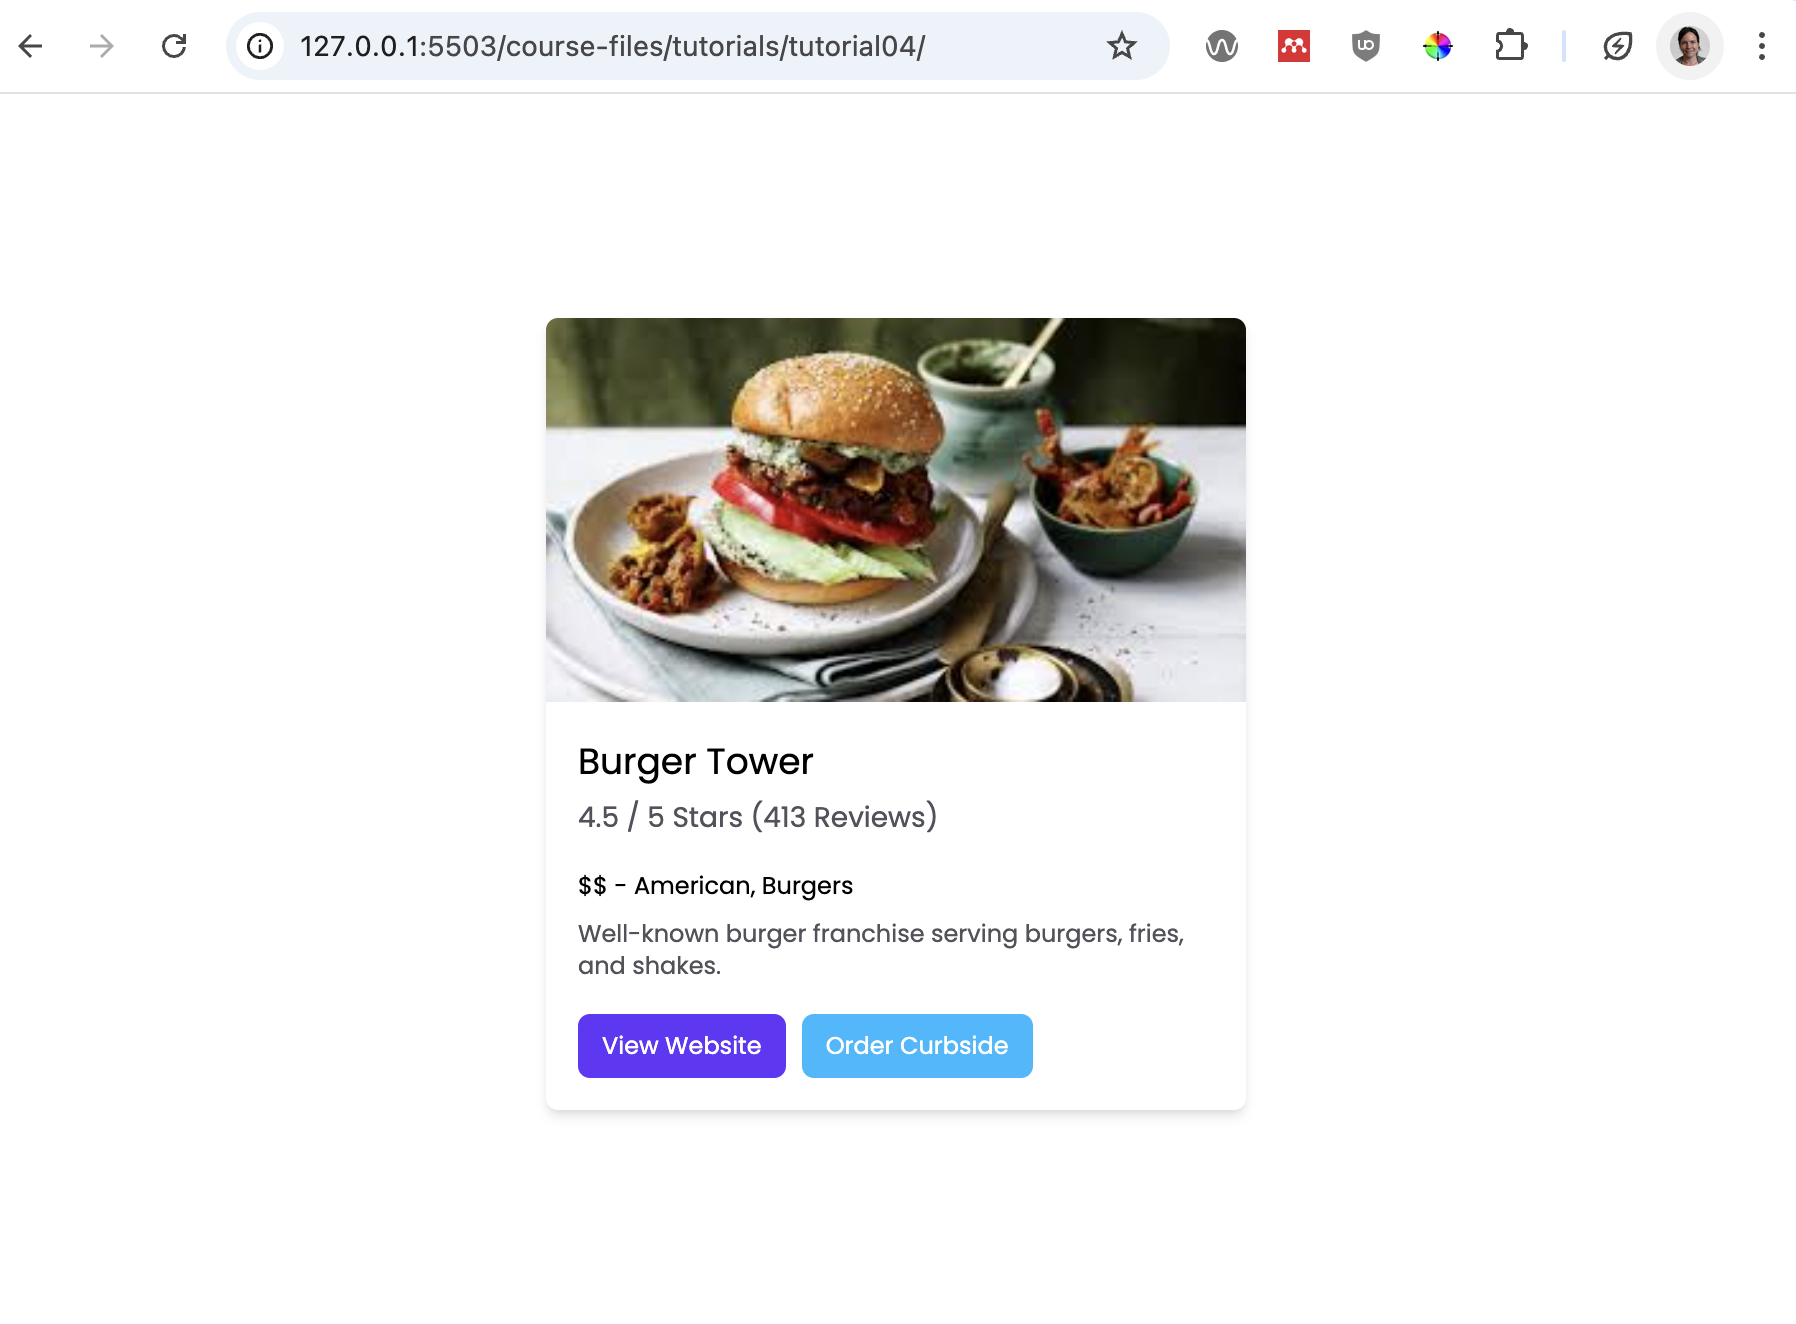 127.0.0.1:5503/course-files/tutorials/tutorial04/
UO
Burger Tower
4.5 / 5 Stars (413 Reviews)
$$ - American, Burgers
Well-known burger franchise serving burgers, fries,
and shakes.
View Website
Order Curbside